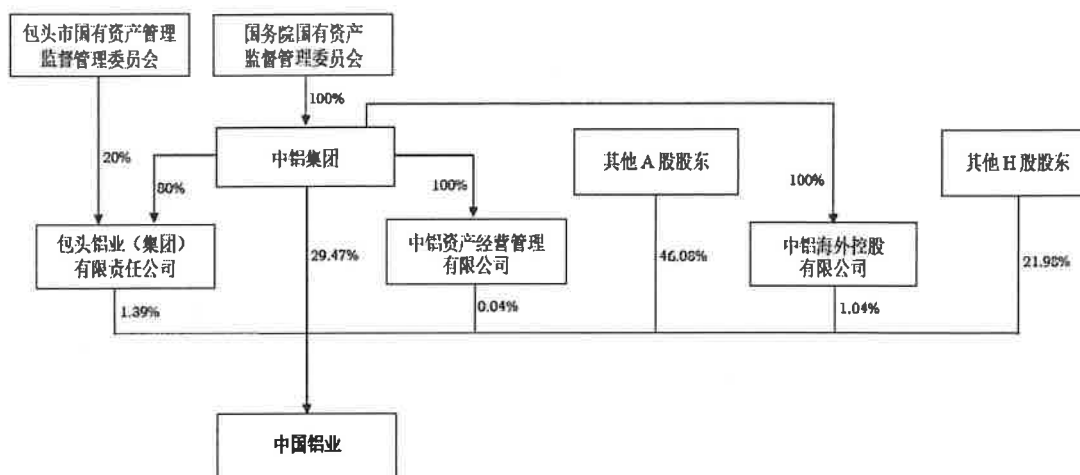 包头市国有资产管理
监督管理委员会
国务院国有资产
监督管理委员会
100%
中铝集团
其他A股股东
其他H股股东
20%
80%
100%
100%
包头铝业（集团）
有限责任公司
29.47%
中铝资产经营管理
有限公司
46.08%
中铝海外控股
有限公司
21.98%
1.39%
0.04%
1.04%
中国铝业